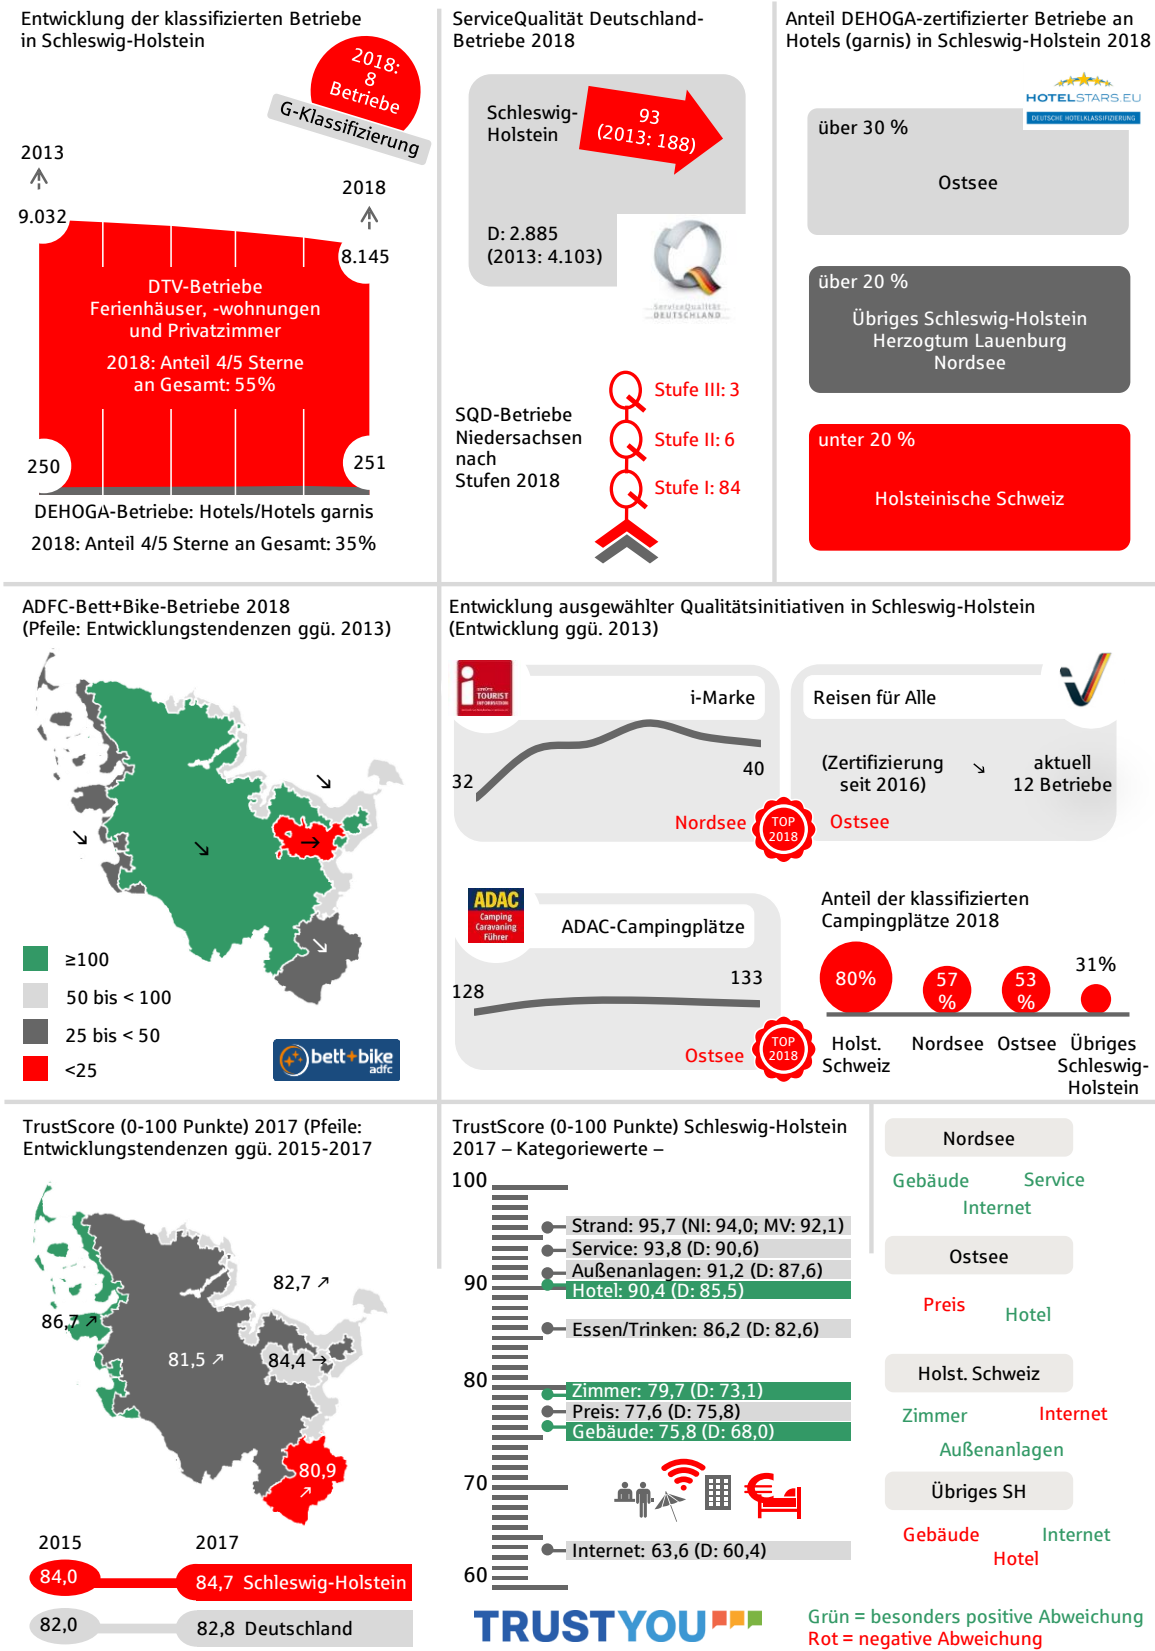 Entwicklung der klassifizierten Betriebe
in Schleswig-Holstein
2018:
8
Betriebe
G-Klassifizierung
2013
2018
9.032
8.145
DTV-Betriebe
Ferienhäuser, -wohnungen
und Privatzimmer
2018: Anteil 4/5 Sterne
an Gesamt: 55%
250
251
DEHOGA-Betriebe: Hotels/Hotels garnis
2018: Anteil 4/5 Sterne an Gesamt: 35%
ServiceQualität Deutschland-
Betriebe 2018
Schleswig-
Holstein
93
(2013: 188)
D: 2.885
(2013: 4.103)
ServiceQualität
DEUTSCHLAND
SQD-Betriebe
Niedersachsen
nach
Stufen 2018
Stufe III: 3
Stufe II: 6
Stufe I: 84
Anteil DEHOGA-zertifizierter Betriebe an
Hotels (garnis) in Schleswig-Holstein 2018
HOTELSTARS.EU
DEUTSCHE HOTELKLASSIFIZIERUNG
über 30 %
Ostsee
über 20 %
Übriges Schleswig-Holstein
Herzogtum Lauenburg
Nordsee
unter 20 %
Holsteinische Schweiz
ADFC-Bett+Bike-Betriebe 2018
(Pfeile: Entwicklungstendenzen ggü. 2013)
≥100
50 bis < 100
25 bis < 50
<25
bett+bike
adfc
Entwicklung ausgewählter Qualitätsinitiativen in Schleswig-Holstein
(Entwicklung ggü. 2013)
i
TOURIST
INFORMATION
i-Marke
32
40
Nordsee
TOP
2018
Reisen für Alle
(Zertifizierung
seit 2016)
aktuell
12 Betriebe
Ostsee
ADAC
Camping
Caravaning
Führer
ADAC-Campingplätze
128
133
Ostsee
TOP
2018
Anteil der klassifizierten
Campingplätze 2018
80%
57
%
53
%
31%
Holst.
Schweiz
Nordsee
Ostsee
Übriges
Schleswig-
Holstein
TrustScore (0-100 Punkte) 2017 (Pfeile:
Entwicklungstendenzen ggü. 2015-2017
82,7
86,7
81,5
84,4
80,9
2015
2017
84,0
84,7 Schleswig-Holstein
82,0
82,8 Deutschland
TrustScore (0-100 Punkte) Schleswig-Holstein
2017 – Kategoriewerte –
100
Strand: 95,7 (NI: 94,0; MV: 92,1)
Service: 93,8 (D: 90,6)
Außenanlagen: 91,2 (D: 87,6)
90
Hotel: 90,4 (D: 85,5)
Essen/Trinken: 86,2 (D: 82,6)
80
Zimmer: 79,7 (D: 73,1)
Preis: 77,6 (D: 75,8)
Gebäude: 75,8 (D: 68,0)
70
Internet: 63,6 (D: 60,4)
60
TRUSTYOU
Nordsee
Gebäude
Service
Internet
Ostsee
Preis
Hotel
Holst. Schweiz
Zimmer
Internet
Außenanlagen
Übriges SH
Gebäude
Internet
Hotel
Grün = besonders positive Abweichung
Rot = negative Abweichung